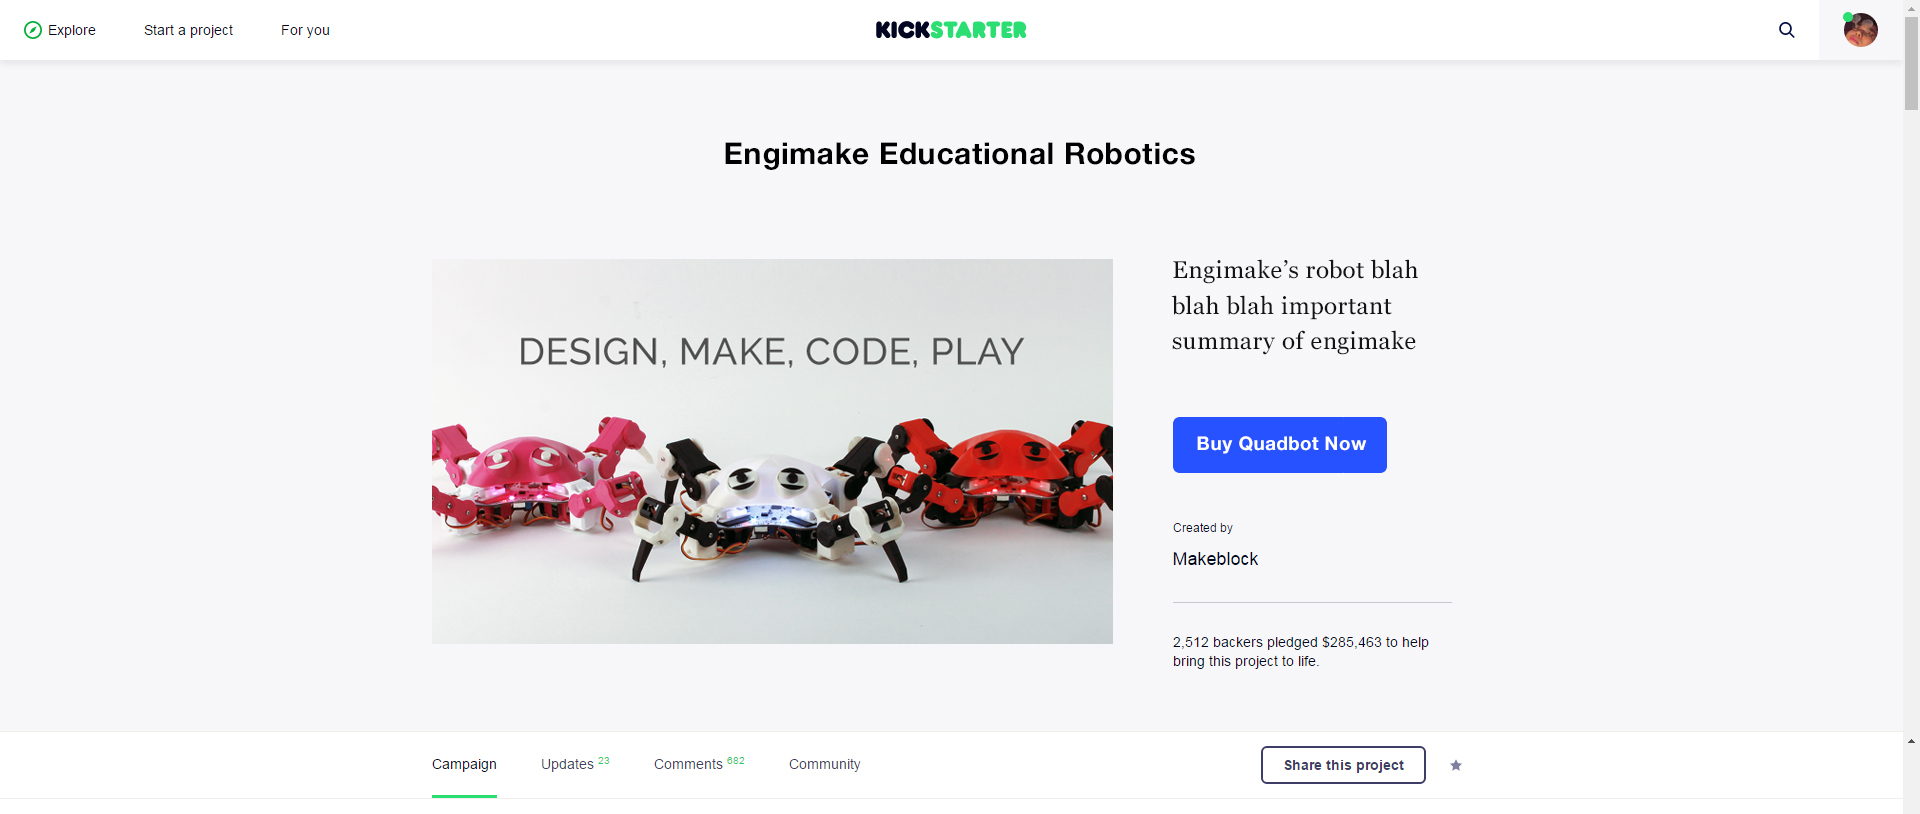 Explore
Start a project
For you
KICKSTARTER
Engimake Educational Robotics
DESIGN, MAKE, CODE, PLAY
Engimake’s robot blah
blah blah important
summary of engimake
Buy Quadbot Now
Created by
Makeblock
2,512 backers pledged $285,463 to help
bring this project to life.
Campaign
Updates 23
Comments 682
Community
Share this project